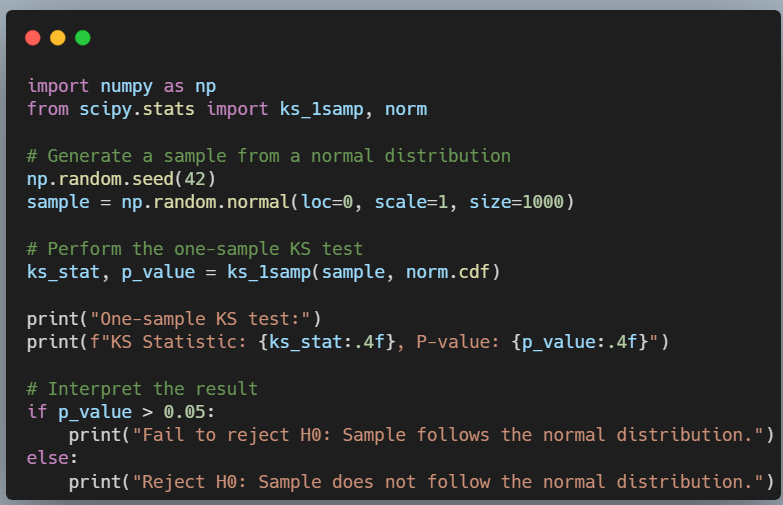 import numpy as np
from scipy.stats import ks_1samp, norm

# Generate a sample from a normal distribution
np.random.seed(42)
sample = np.random.normal(loc=0, scale=1, size=1000)

# Perform the one-sample KS test
ks_stat, p_value = ks_1samp(sample, norm.cdf)

print("One-sample KS test:")
print(f"KS Statistic: {ks_stat:.4f}, P-value: {p_value:.4f}")

# Interpret the result
if p_value > 0.05:
    print("Fail to reject H0: Sample follows the normal distribution.")
else:
    print("Reject H0: Sample does not follow the normal distribution.")